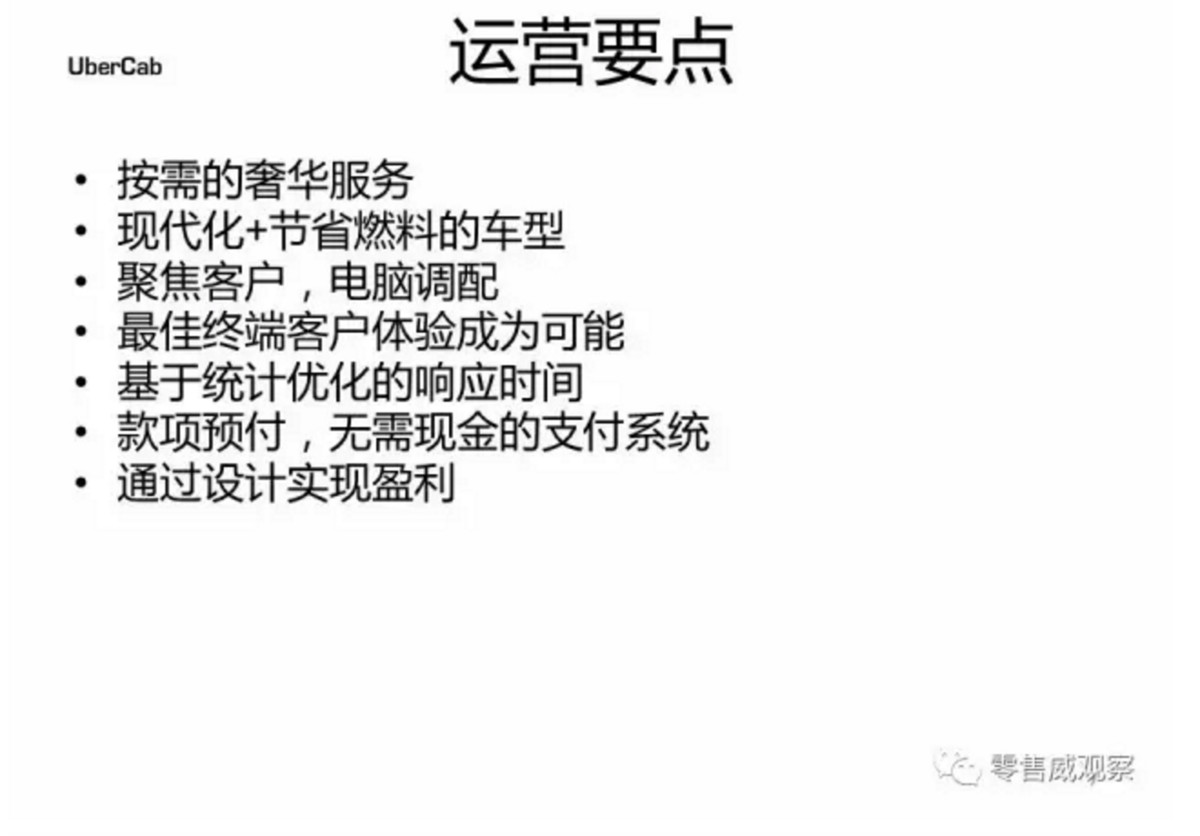 UberCab
运营要点
• 按需的奢华服务
• 现代化+节省燃料的车型
• 聚焦客户，电脑调配
• 最佳终端客户体验成为可能
• 基于统计优化的响应时间
• 款项预付，无需现金的支付系统
• 通过设计实现盈利
零售威观察